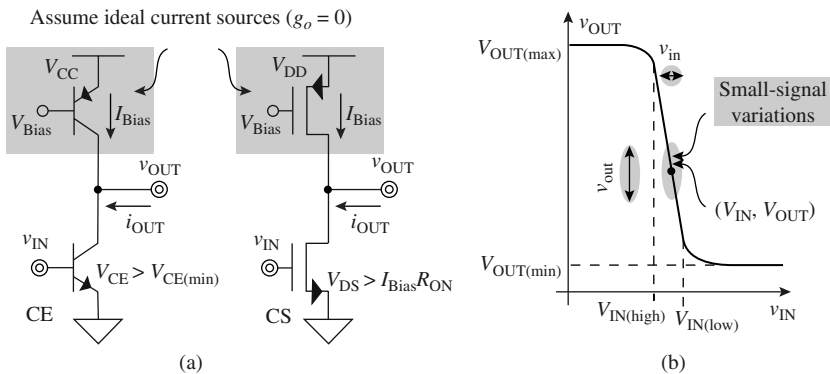 Assume ideal current sources (gₒ = 0)
V_CC
V_Bias
I_Bias
v_OUT
i_OUT
v_IN
V_CE > V_CE(min)
CE
V_DD
V_Bias
I_Bias
v_OUT
i_OUT
v_IN
V_DS > I_Bias R_ON
CS
(a)
v_OUT
V_OUT(max)
v_in
Small-signal
variations
v_out
(V_IN, V_OUT)
V_OUT(min)
V_IN(high)
V_IN(low)
v_IN
(b)